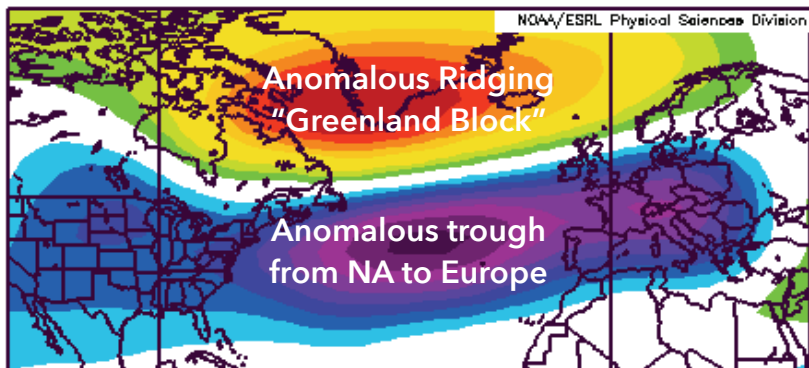 NOAA/ESRL Physical Sciences Division
Anomalous Ridging
"Greenland Block"
Anomalous trough
from NA to Europe